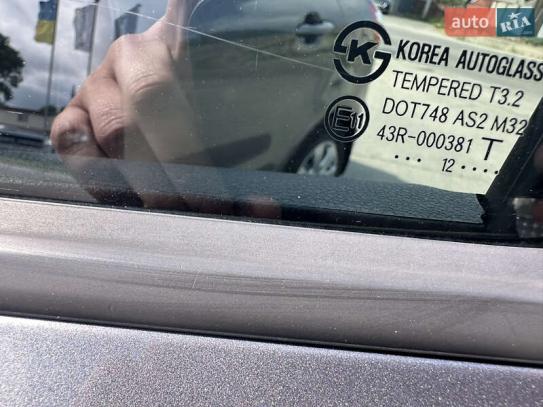 AUTO RIA
KOREA AUTOGLASS
TEMPERED T3.2
DOT748 AS2 M32
E11
43R-000381 T
.... 12 ....